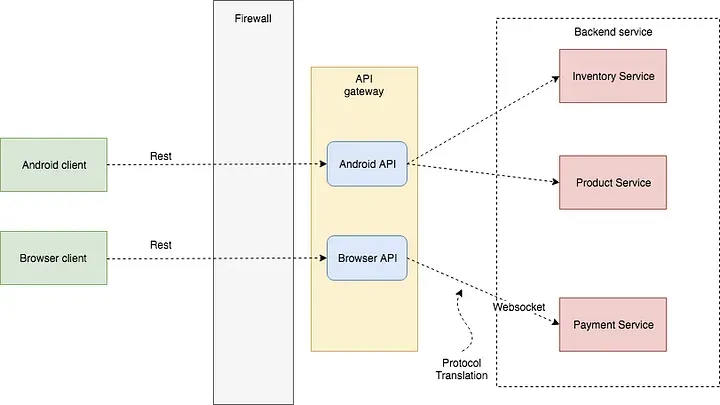 Firewall
Backend service
API
gateway
Inventory Service
Android client
Rest
Android API
Product Service
Browser client
Rest
Browser API
Websocket
Payment Service
Protocol
Translation